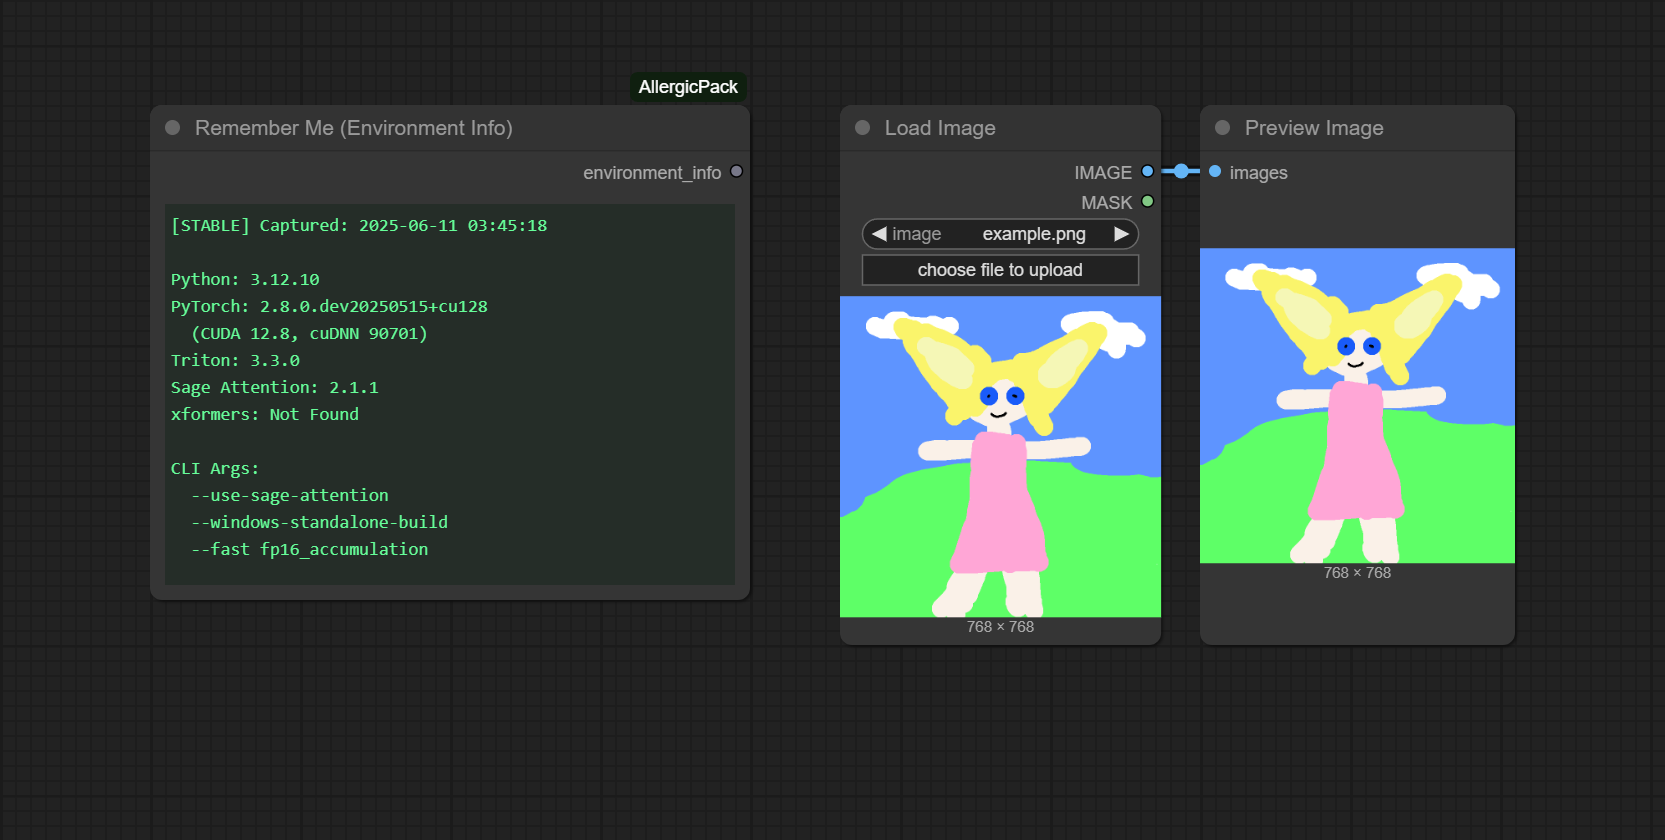 AllergicPack
Remember Me (Environment Info)
environment_info
[STABLE] Captured: 2025-06-11 03:45:18
Python: 3.12.10
PyTorch: 2.8.0.dev20250515+cu128
(CUDA 12.8, cuDNN 90701)
Triton: 3.3.0
Sage Attention: 2.1.1
xformers: Not Found
CLI Args:
--use-sage-attention
--windows-standalone-build
--fast fp16_accumulation
Load Image
IMAGE
MASK
image example.png
choose file to upload
768 × 768
Preview Image
images
768 × 768